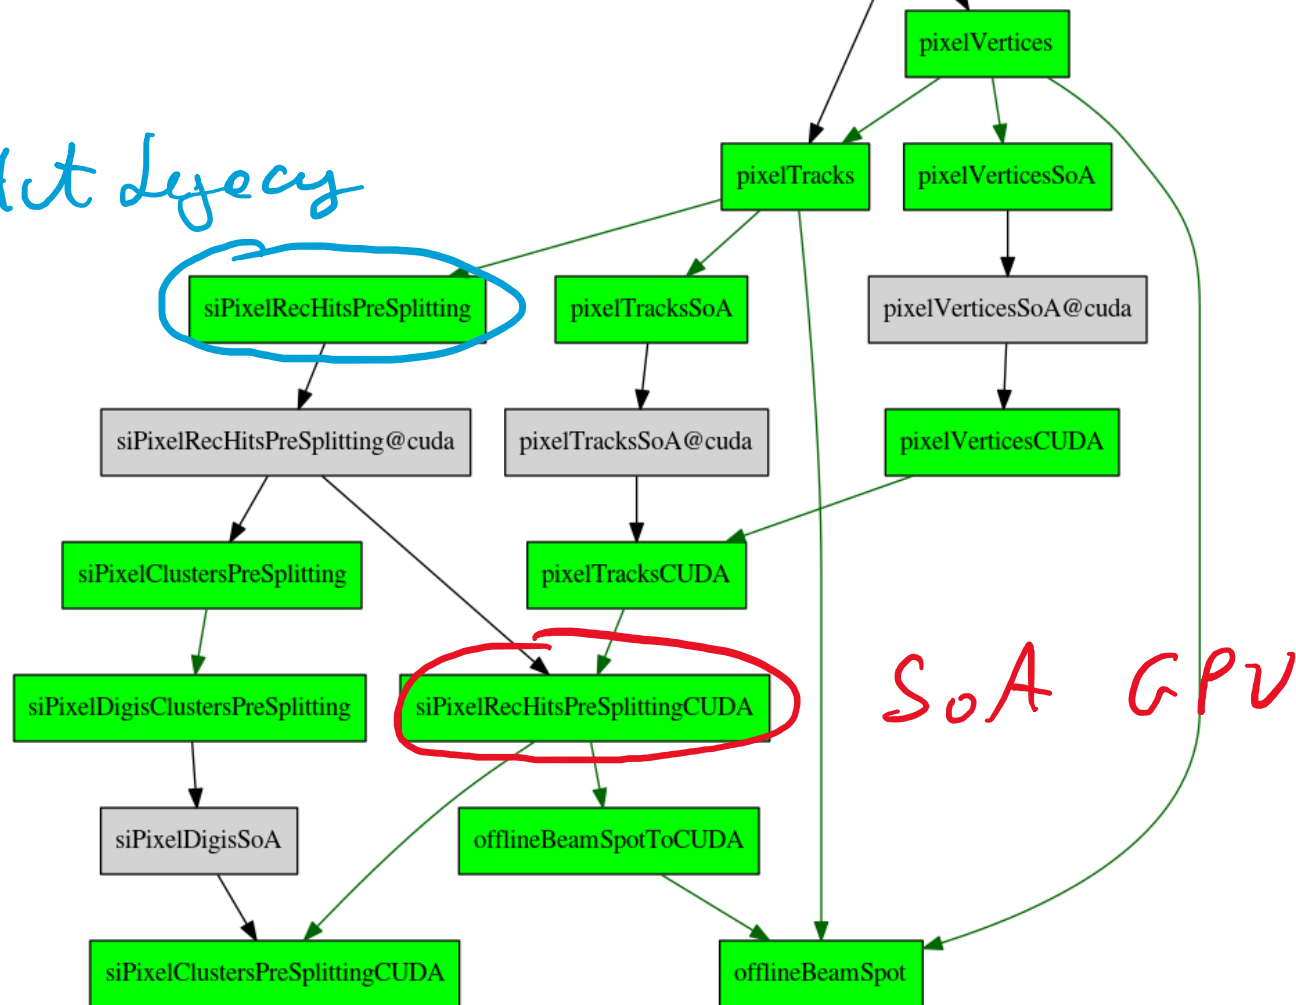 pixelVertices
pixelTracks
pixelVerticesSoA
Legacy
siPixelRecHitsPreSplitting
pixelTracksSoA
pixelVerticesSoA@cuda
siPixelRecHitsPreSplitting@cuda
pixelTracksSoA@cuda
pixelVerticesCUDA
siPixelClustersPreSplitting
pixelTracksCUDA
siPixelDigisClustersPreSplitting
siPixelRecHitsPreSplittingCUDA
SoA GPU
siPixelDigisSoA
offlineBeamSpotToCUDA
siPixelClustersPreSplittingCUDA
offlineBeamSpot